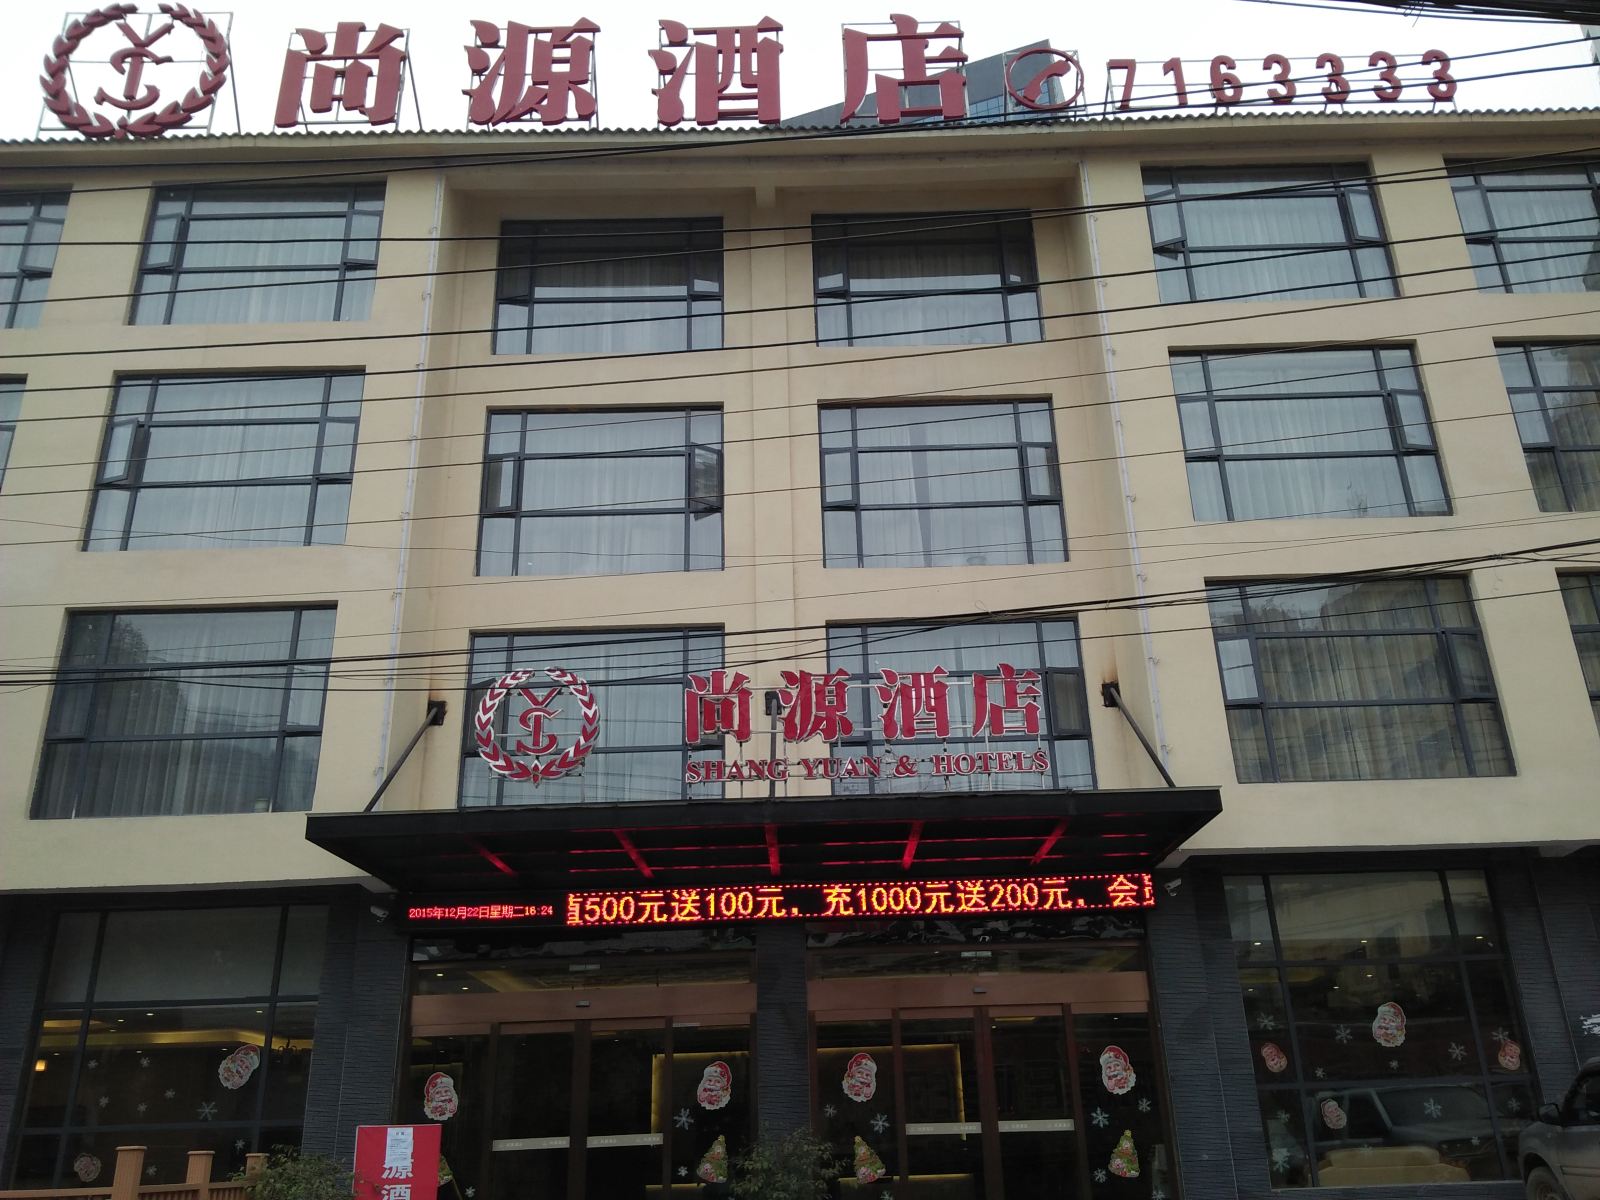 尚源酒店 7163333
尚源酒店
SHANG YUAN & HOTELS
2015年12月22日星期二16:24
500元送100元，充1000元送200元，会
源
酒